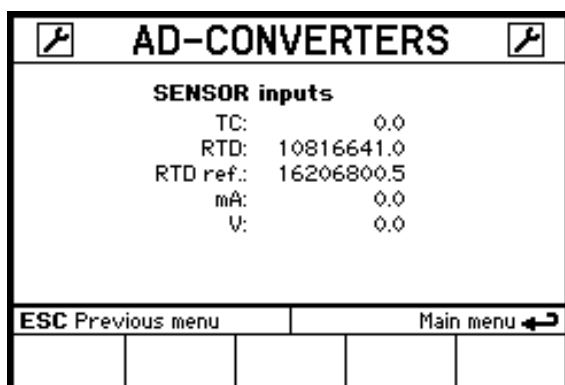 AD-CONVERTERS
SENSOR inputs
TC: 0.0
RTD: 10816641.0
RTD ref.: 16206800.5
mA: 0.0
V: 0.0
ESC Previous menu Main menu